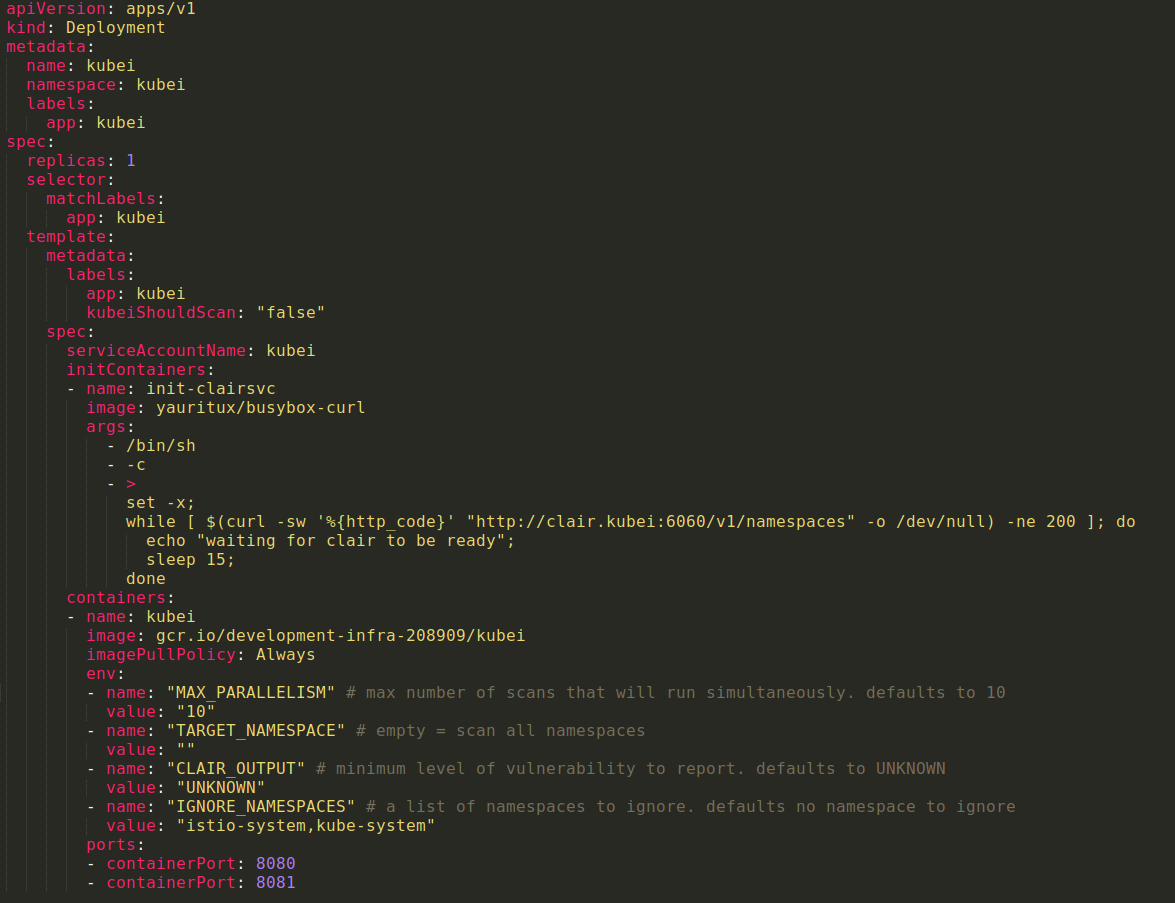 apiVersion: apps/v1
kind: Deployment
metadata:
  name: kubei
  namespace: kubei
  labels:
    app: kubei
spec:
  replicas: 1
  selector:
    matchLabels:
      app: kubei
  template:
    metadata:
      labels:
        app: kubei
        kubeiShouldScan: "false"
    spec:
      serviceAccountName: kubei
      initContainers:
      - name: init-clairsvc
        image: yauritux/busybox-curl
        args:
          - /bin/sh
          - -c
          - >
            set -x;
            while [ $(curl -sw '%{http_code}' "http://clair.kubei:6060/v1/namespaces" -o /dev/null) -ne 200 ]; do
              echo "waiting for clair to be ready";
              sleep 15;
            done
      containers:
      - name: kubei
        image: gcr.io/development-infra-208909/kubei
        imagePullPolicy: Always
        env:
        - name: "MAX_PARALLELISM" # max number of scans that will run simultaneously. defaults to 10
          value: "10"
        - name: "TARGET_NAMESPACE" # empty = scan all namespaces
          value: ""
        - name: "CLAIR_OUTPUT" # minimum level of vulnerability to report. defaults to UNKNOWN
          value: "UNKNOWN"
        - name: "IGNORE_NAMESPACES" # a list of namespaces to ignore. defaults no namespace to ignore
          value: "istio-system,kube-system"
        ports:
        - containerPort: 8080
        - containerPort: 8081